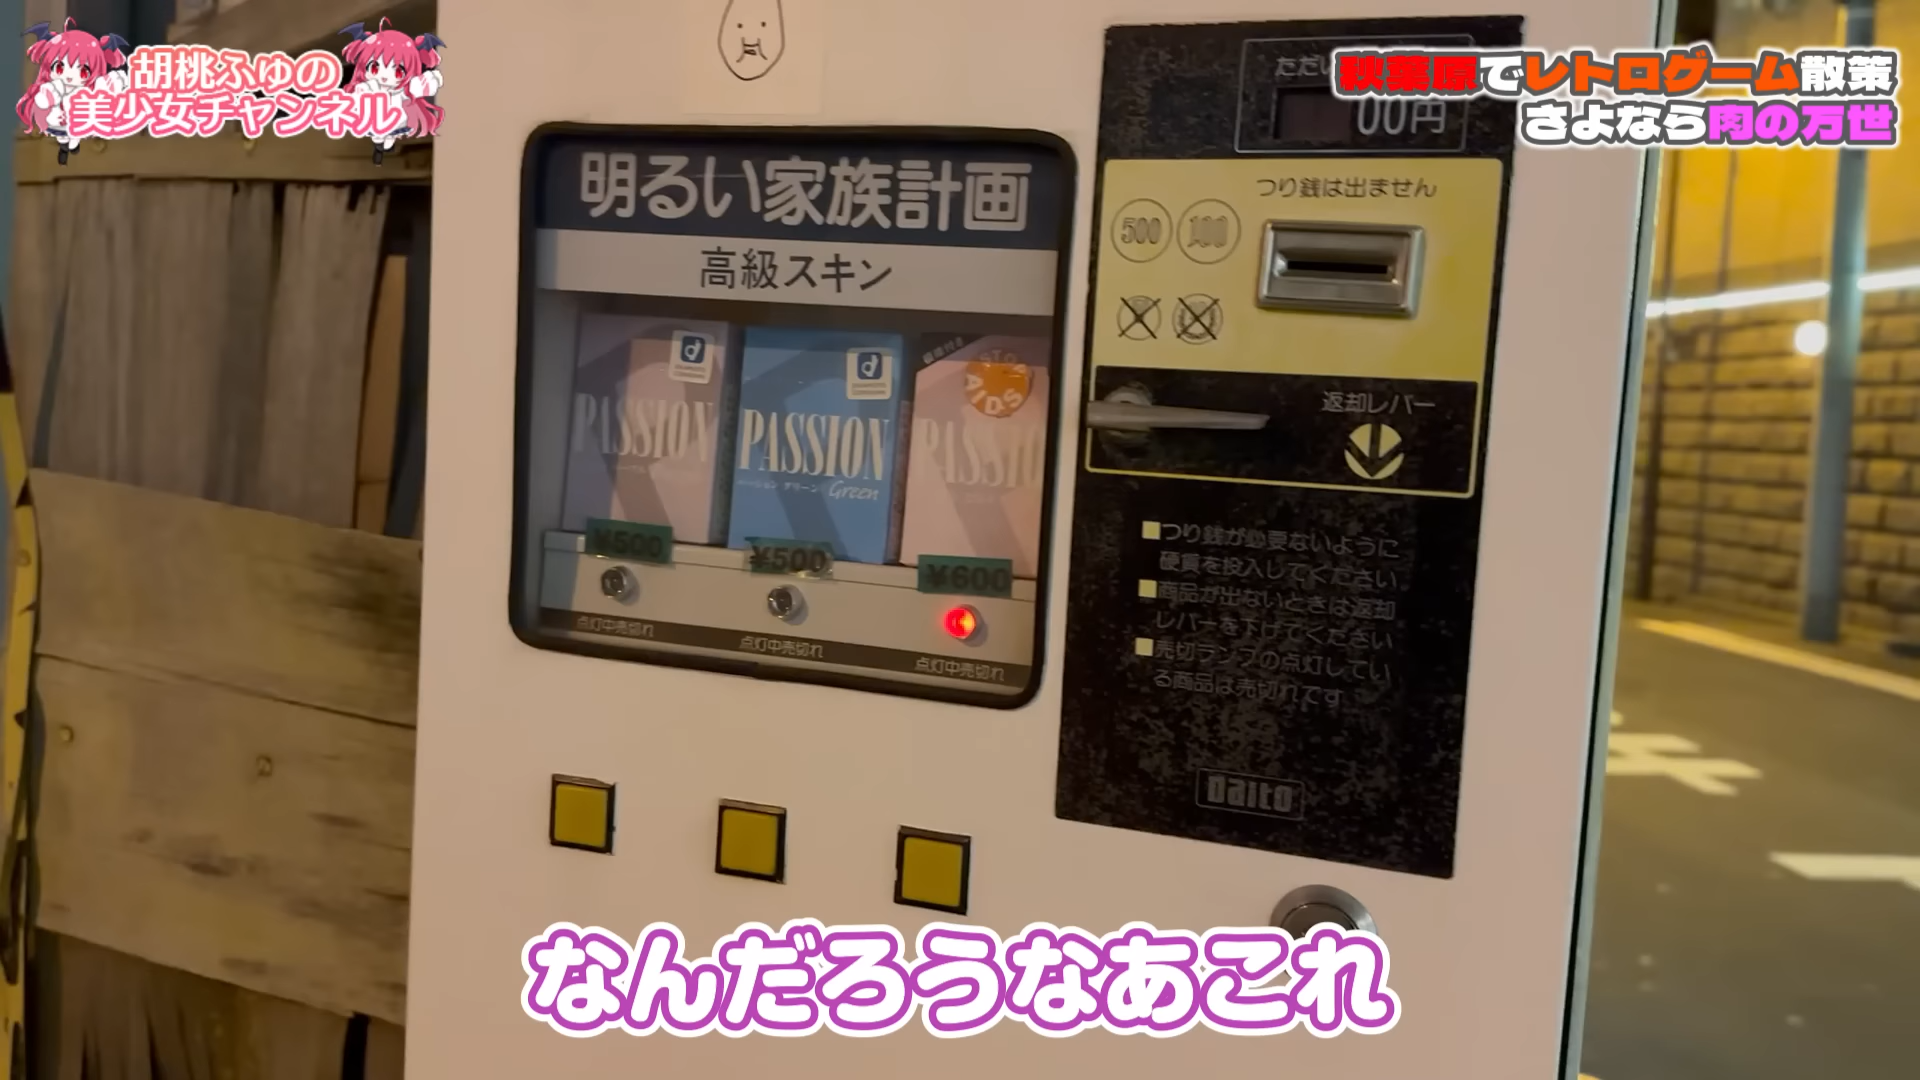 胡桃ふゅの
美少女チャンネル
秋葉原でレトロゲーム散策
さよなら肉の万世
00円
明るい家族計画
高級スキン
つり銭は出ません
500
100
PASSION
PASSION
Green
STOP
AIDS
¥500
¥500
¥600
点灯中売切れ
点灯中売切れ
点灯中売切れ
返却レバー
■つり銭が必要ないように
硬貨を投入してください
■商品が出ないときは返却
レバーを下げてください
■売切ランプの点灯してい
る商品は売切れです
Daito
なんだろうなあこれ